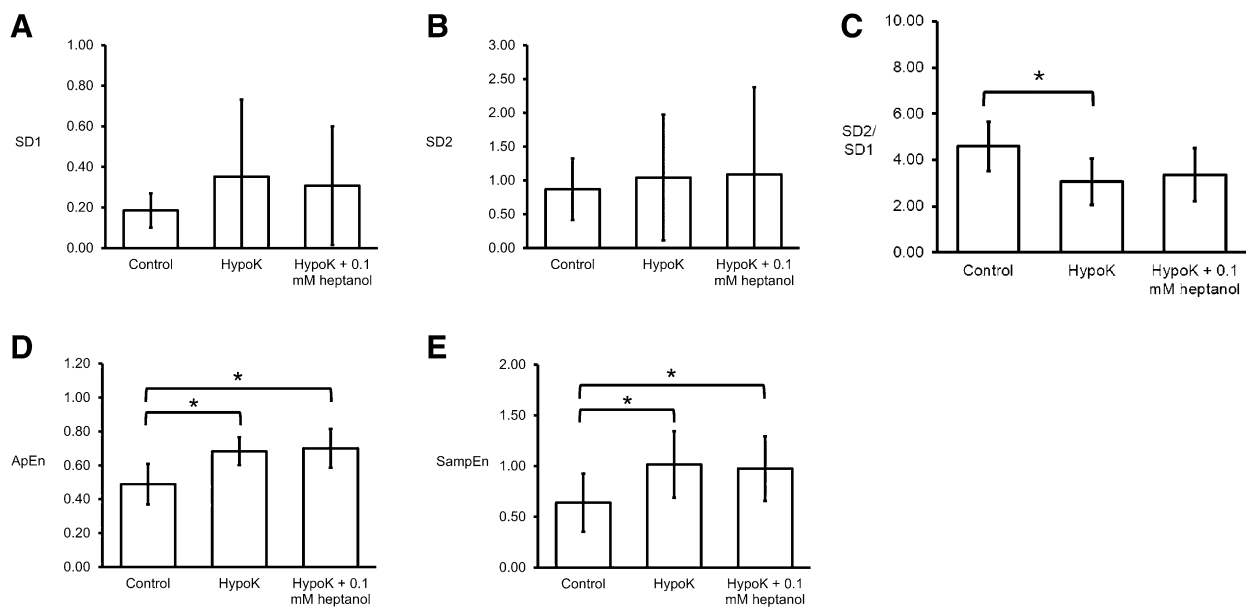 A
1.00
0.80
0.60
0.40
0.20
0.00
SD1
Control
HypoK
HypoK + 0.1
mM heptanol
B
3.00
2.50
2.00
1.50
1.00
0.50
0.00
SD2
Control
HypoK
HypoK + 0.1
mM heptanol
C
10.00
8.00
6.00
4.00
2.00
0.00
SD2/
SD1
*
Control
HypoK
HypoK + 0.1
mM heptanol
D
1.20
1.00
0.80
0.60
0.40
0.20
0.00
ApEn
*
*
Control
HypoK
HypoK + 0.1
mM heptanol
E
2.00
1.50
1.00
0.50
0.00
SampEn
*
*
Control
HypoK
HypoK + 0.1
mM heptanol